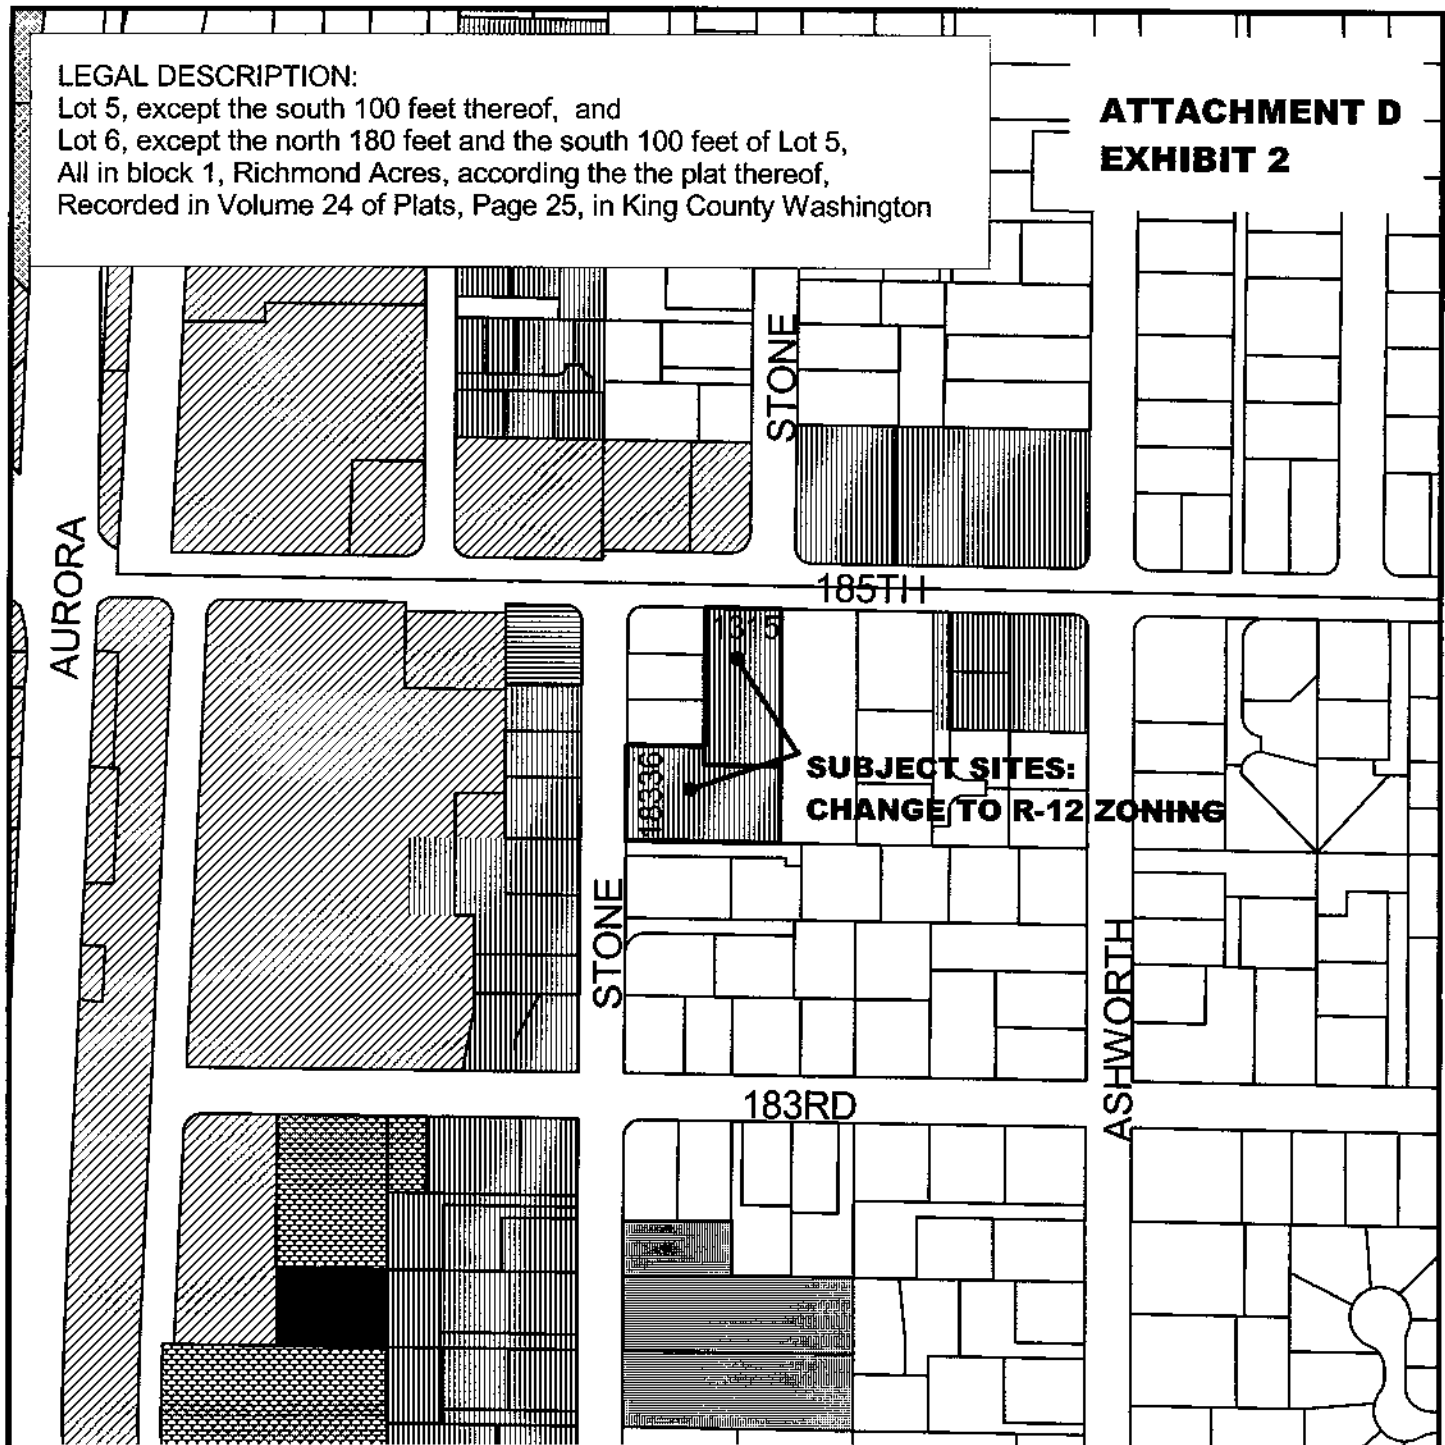 LEGAL DESCRIPTION:
Lot 5, except the south 100 feet thereof, and
Lot 6, except the north 180 feet and the south 100 feet of Lot 5,
All in block 1, Richmond Acres, according the the plat thereof,
Recorded in Volume 24 of Plats, Page 25, in King County Washington
ATTACHMENT D
EXHIBIT 2
STONE
AURORA
185TH
1315
18336
SUBJECT SITES:
CHANGE TO R-12 ZONING
STONE
ASHWORTH
183RD